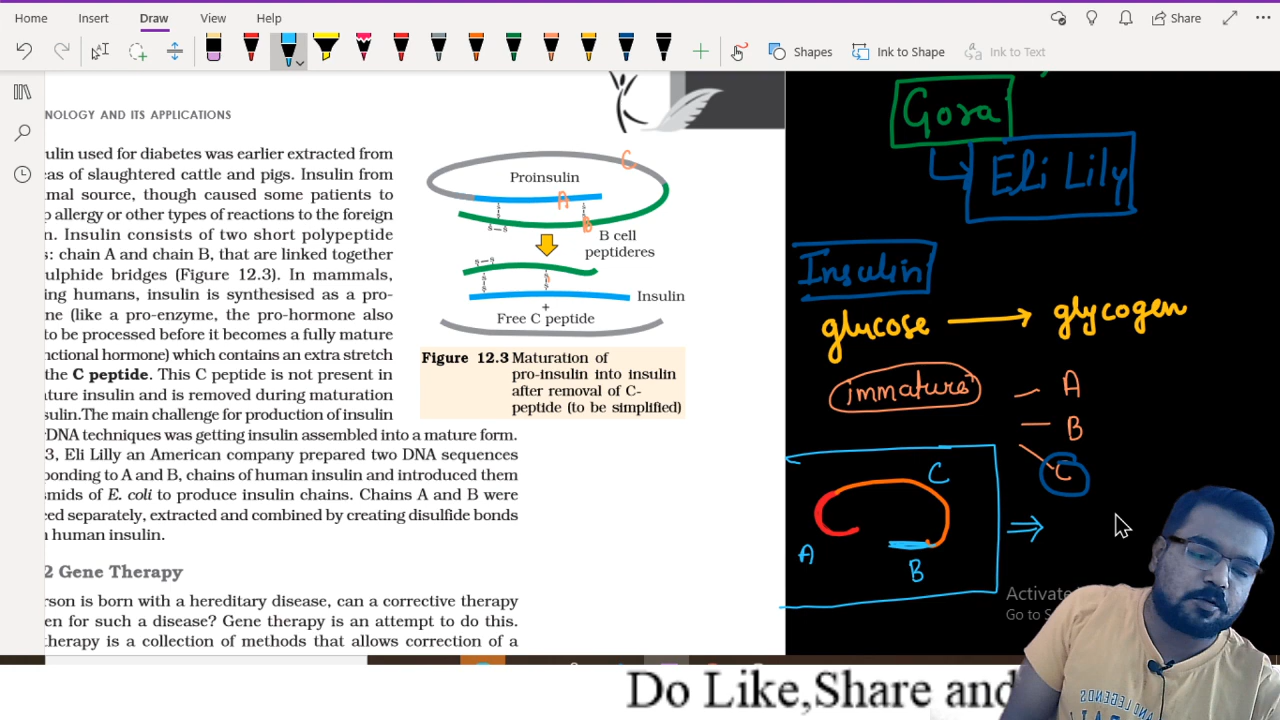 Home Insert Draw View Help Share
Shapes Ink to Shape Ink to Text
NOLOGY AND ITS APPLICATIONS
ulin used for diabetes was earlier extracted from
eas of slaughtered cattle and pigs. Insulin from
mal source, though caused some patients to
p allergy or other types of reactions to the foreign
n. Insulin consists of two short polypeptide
s: chain A and chain B, that are linked together
ulphide bridges (Figure 12.3). In mammals,
ing humans, insulin is synthesised as a pro-
ne (like a pro-enzyme, the pro-hormone also
to be processed before it becomes a fully mature
nctional hormone) which contains an extra stretch
the C peptide. This C peptide is not present in
ature insulin and is removed during maturation
sulin.The main challenge for production of insulin
rDNA techniques was getting insulin assembled into a mature form.
3, Eli Lilly an American company prepared two DNA sequences
ponding to A and B, chains of human insulin and introduced them
smids of E. coli to produce insulin chains. Chains A and B were
ced separately, extracted and combined by creating disulfide bonds
n human insulin.
2 Gene Therapy
rson is born with a hereditary disease, can a corrective therapy
en for such a disease? Gene therapy is an attempt to do this.
therapy is a collection of methods that allows correction of a
C
Proinsulin
A
B
s-s
B cell
peptideres
s-s
Insulin
+
Free C peptide
Figure 12.3 Maturation of
pro-insulin into insulin
after removal of C-
peptide (to be simplified)
Gora
Eli Lily
Insulin
glucose → glycogen
immature
A
B
C
C
A
B
Activate
Go to S
Do Like,Share and